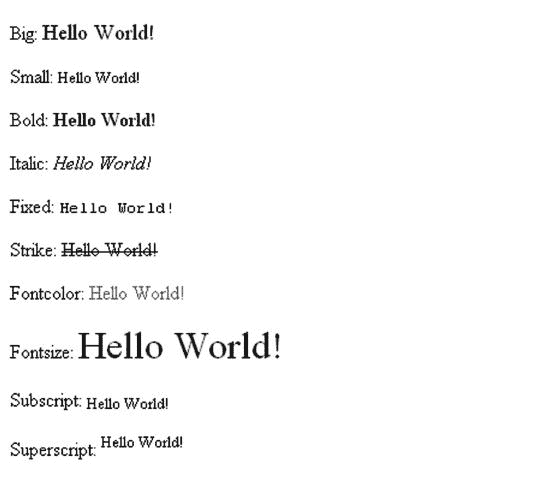 Big: Hello World!
Small: Hello World!
Bold: Hello World!
Italic: Hello World!
Fixed: Hello World!
Strike: Hello World!
Fontcolor: Hello World!
Fontsize: Hello World!
Subscript: Hello World!
Superscript: Hello World!